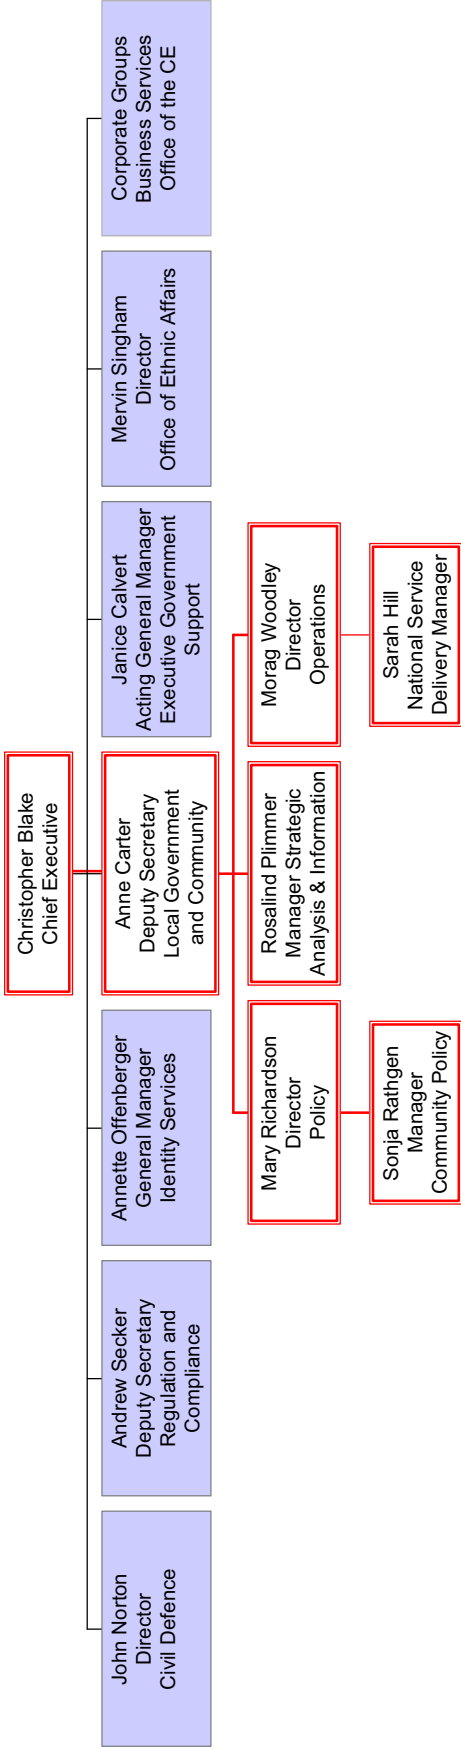 Christopher Blake
Chief Executive
John Norton
Director
Civil Defence
Andrew Secker
Deputy Secretary
Regulation and
Compliance
Annette Offenberger
General Manager
Identity Services
Anne Carter
Deputy Secretary
Local Government
and Community
Janice Calvert
Acting General Manager
Executive Government
Support
Mervin Singham
Director
Office of Ethnic Affairs
Corporate Groups
Business Services
Office of the CE
Mary Richardson
Director
Policy
Rosalind Plimmer
Manager Strategic
Analysis & Information
Morag Woodley
Director
Operations
Sonja Rathgen
Manager
Community Policy
Sarah Hill
National Service
Delivery Manager